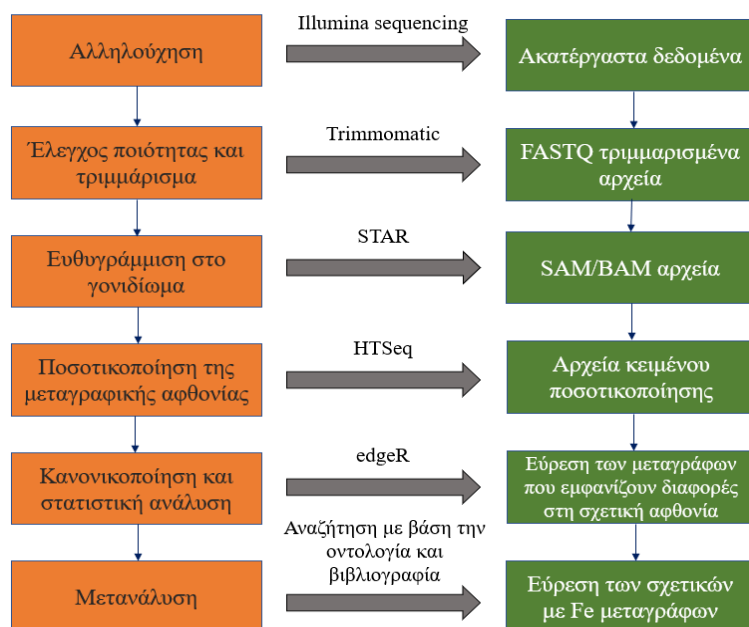 Αλληλούχηση
Illumina sequencing
Ακατέργαστα δεδομένα
Έλεγχος ποιότητας και
τριμμάρισμα
Trimmomatic
FASTQ τριμμαρισμένα
αρχεία
Ευθυγράμμιση στο
γονιδίωμα
STAR
SAM/BAM αρχεία
Ποσοτικοποίηση της
μεταγραφικής αφθονίας
HTSeq
Αρχεία κειμένου
ποσοτικοποίησης
Κανονικοποίηση και
στατιστική ανάλυση
edgeR
Εύρεση των μεταγράφων
που εμφανίζουν διαφορές
στη σχετική αφθονία
Μετανάλυση
Αναζήτηση με βάση την
οντολογία και
βιβλιογραφία
Εύρεση των σχετικών
με Fe μεταγράφων